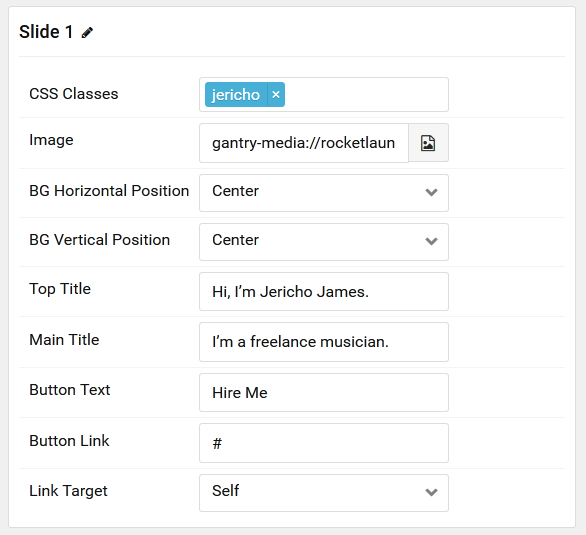 Slide 1
CSS Classes jericho ×
Image gantry-media://rocketlaun
BG Horizontal Position Center
BG Vertical Position Center
Top Title Hi, I’m Jericho James.
Main Title I’m a freelance musician.
Button Text Hire Me
Button Link #
Link Target Self